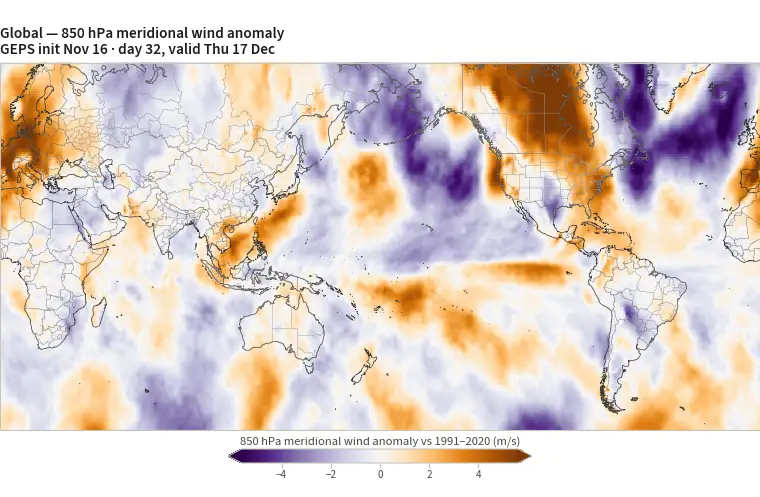 Global — 850 hPa meridional wind anomaly
GEPS init Nov 16 · day 32, valid Thu 17 Dec
850 hPa meridional wind anomaly vs 1991–2020 (m/s)
−4 −2 0 2 4